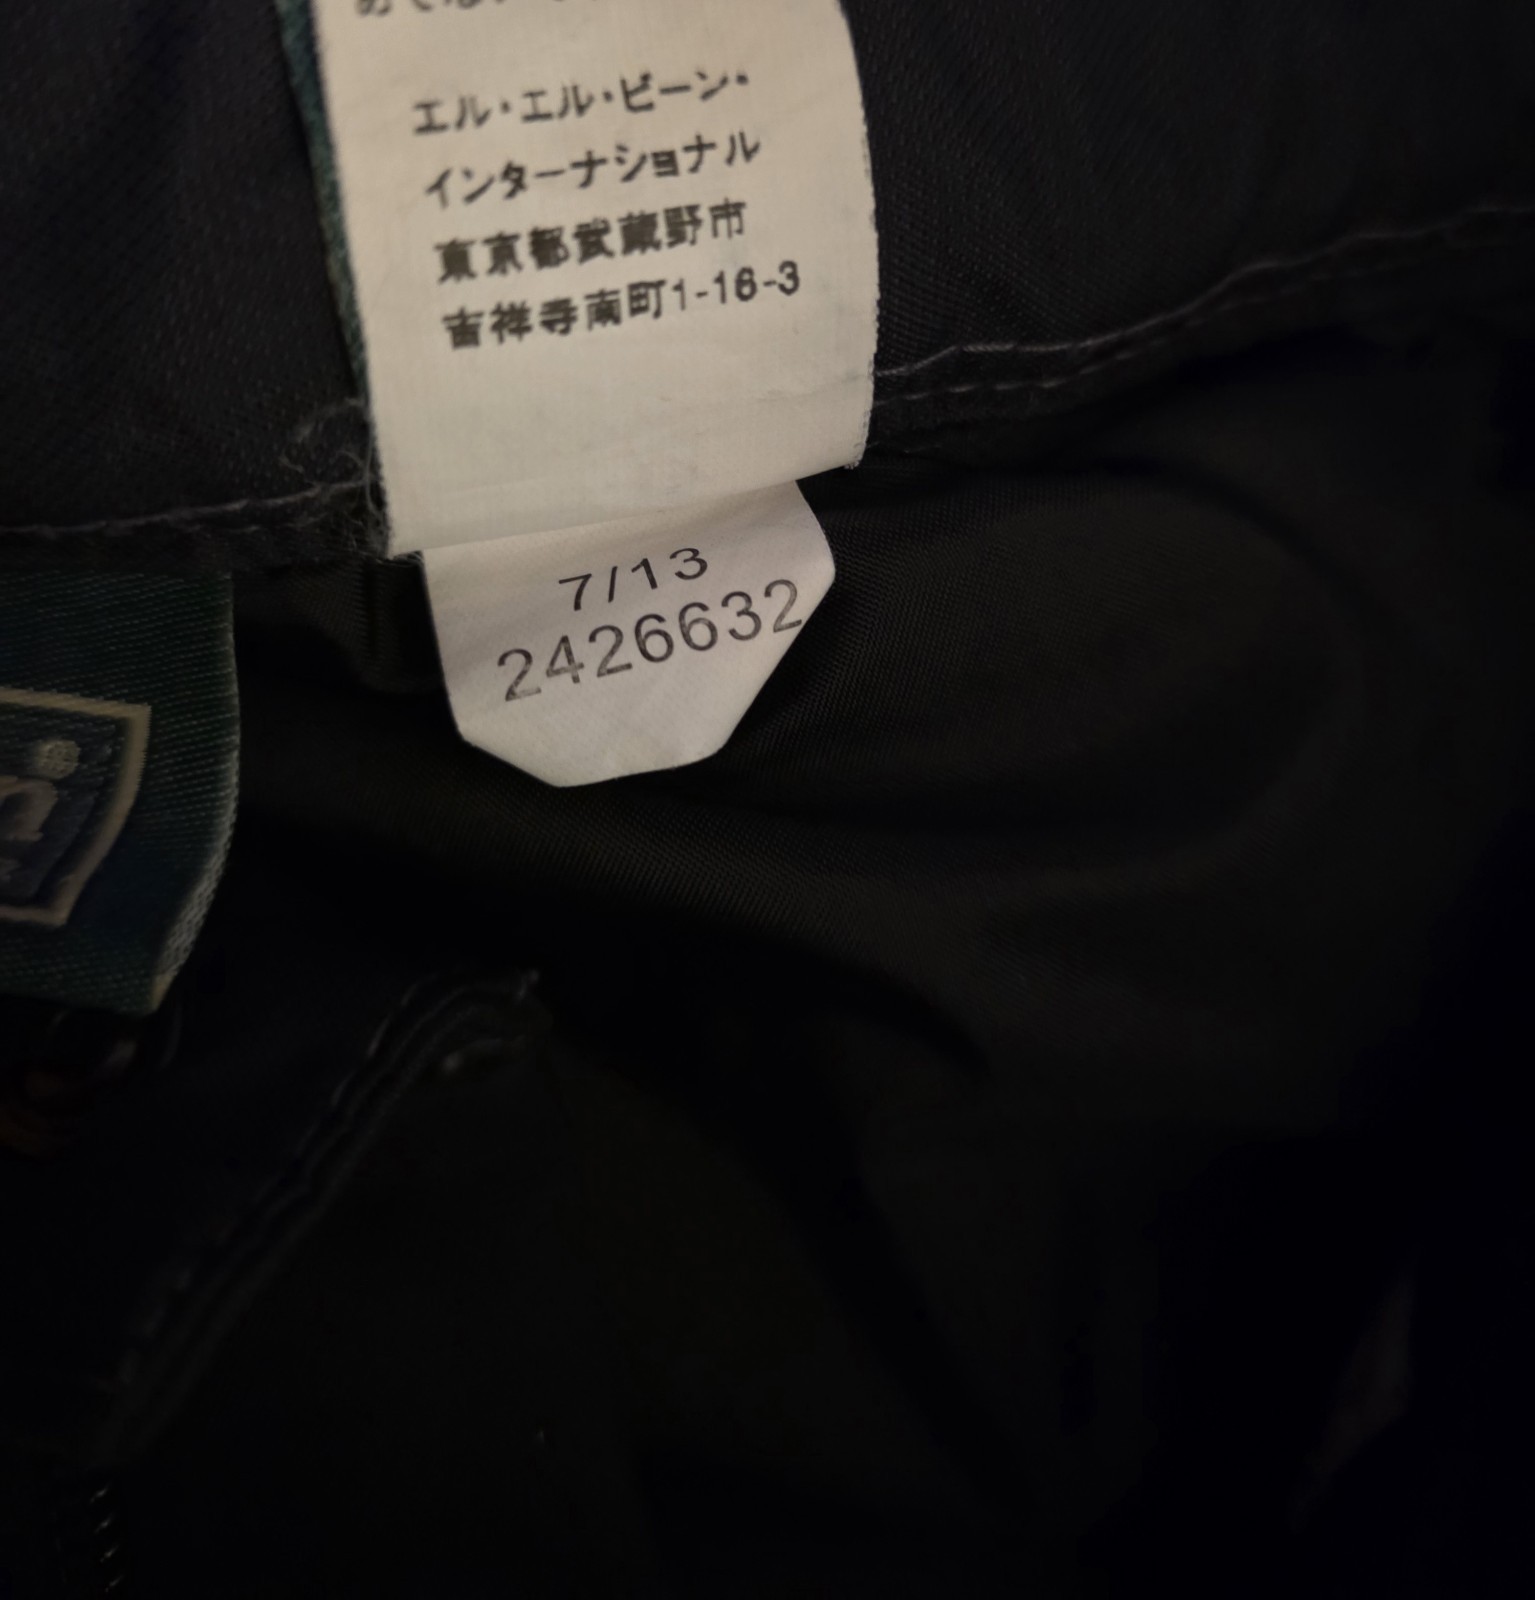 エル・エル・ビーン・
インターナショナル
東京都武蔵野市
吉祥寺南町1-16-3
7/13
2426632
n